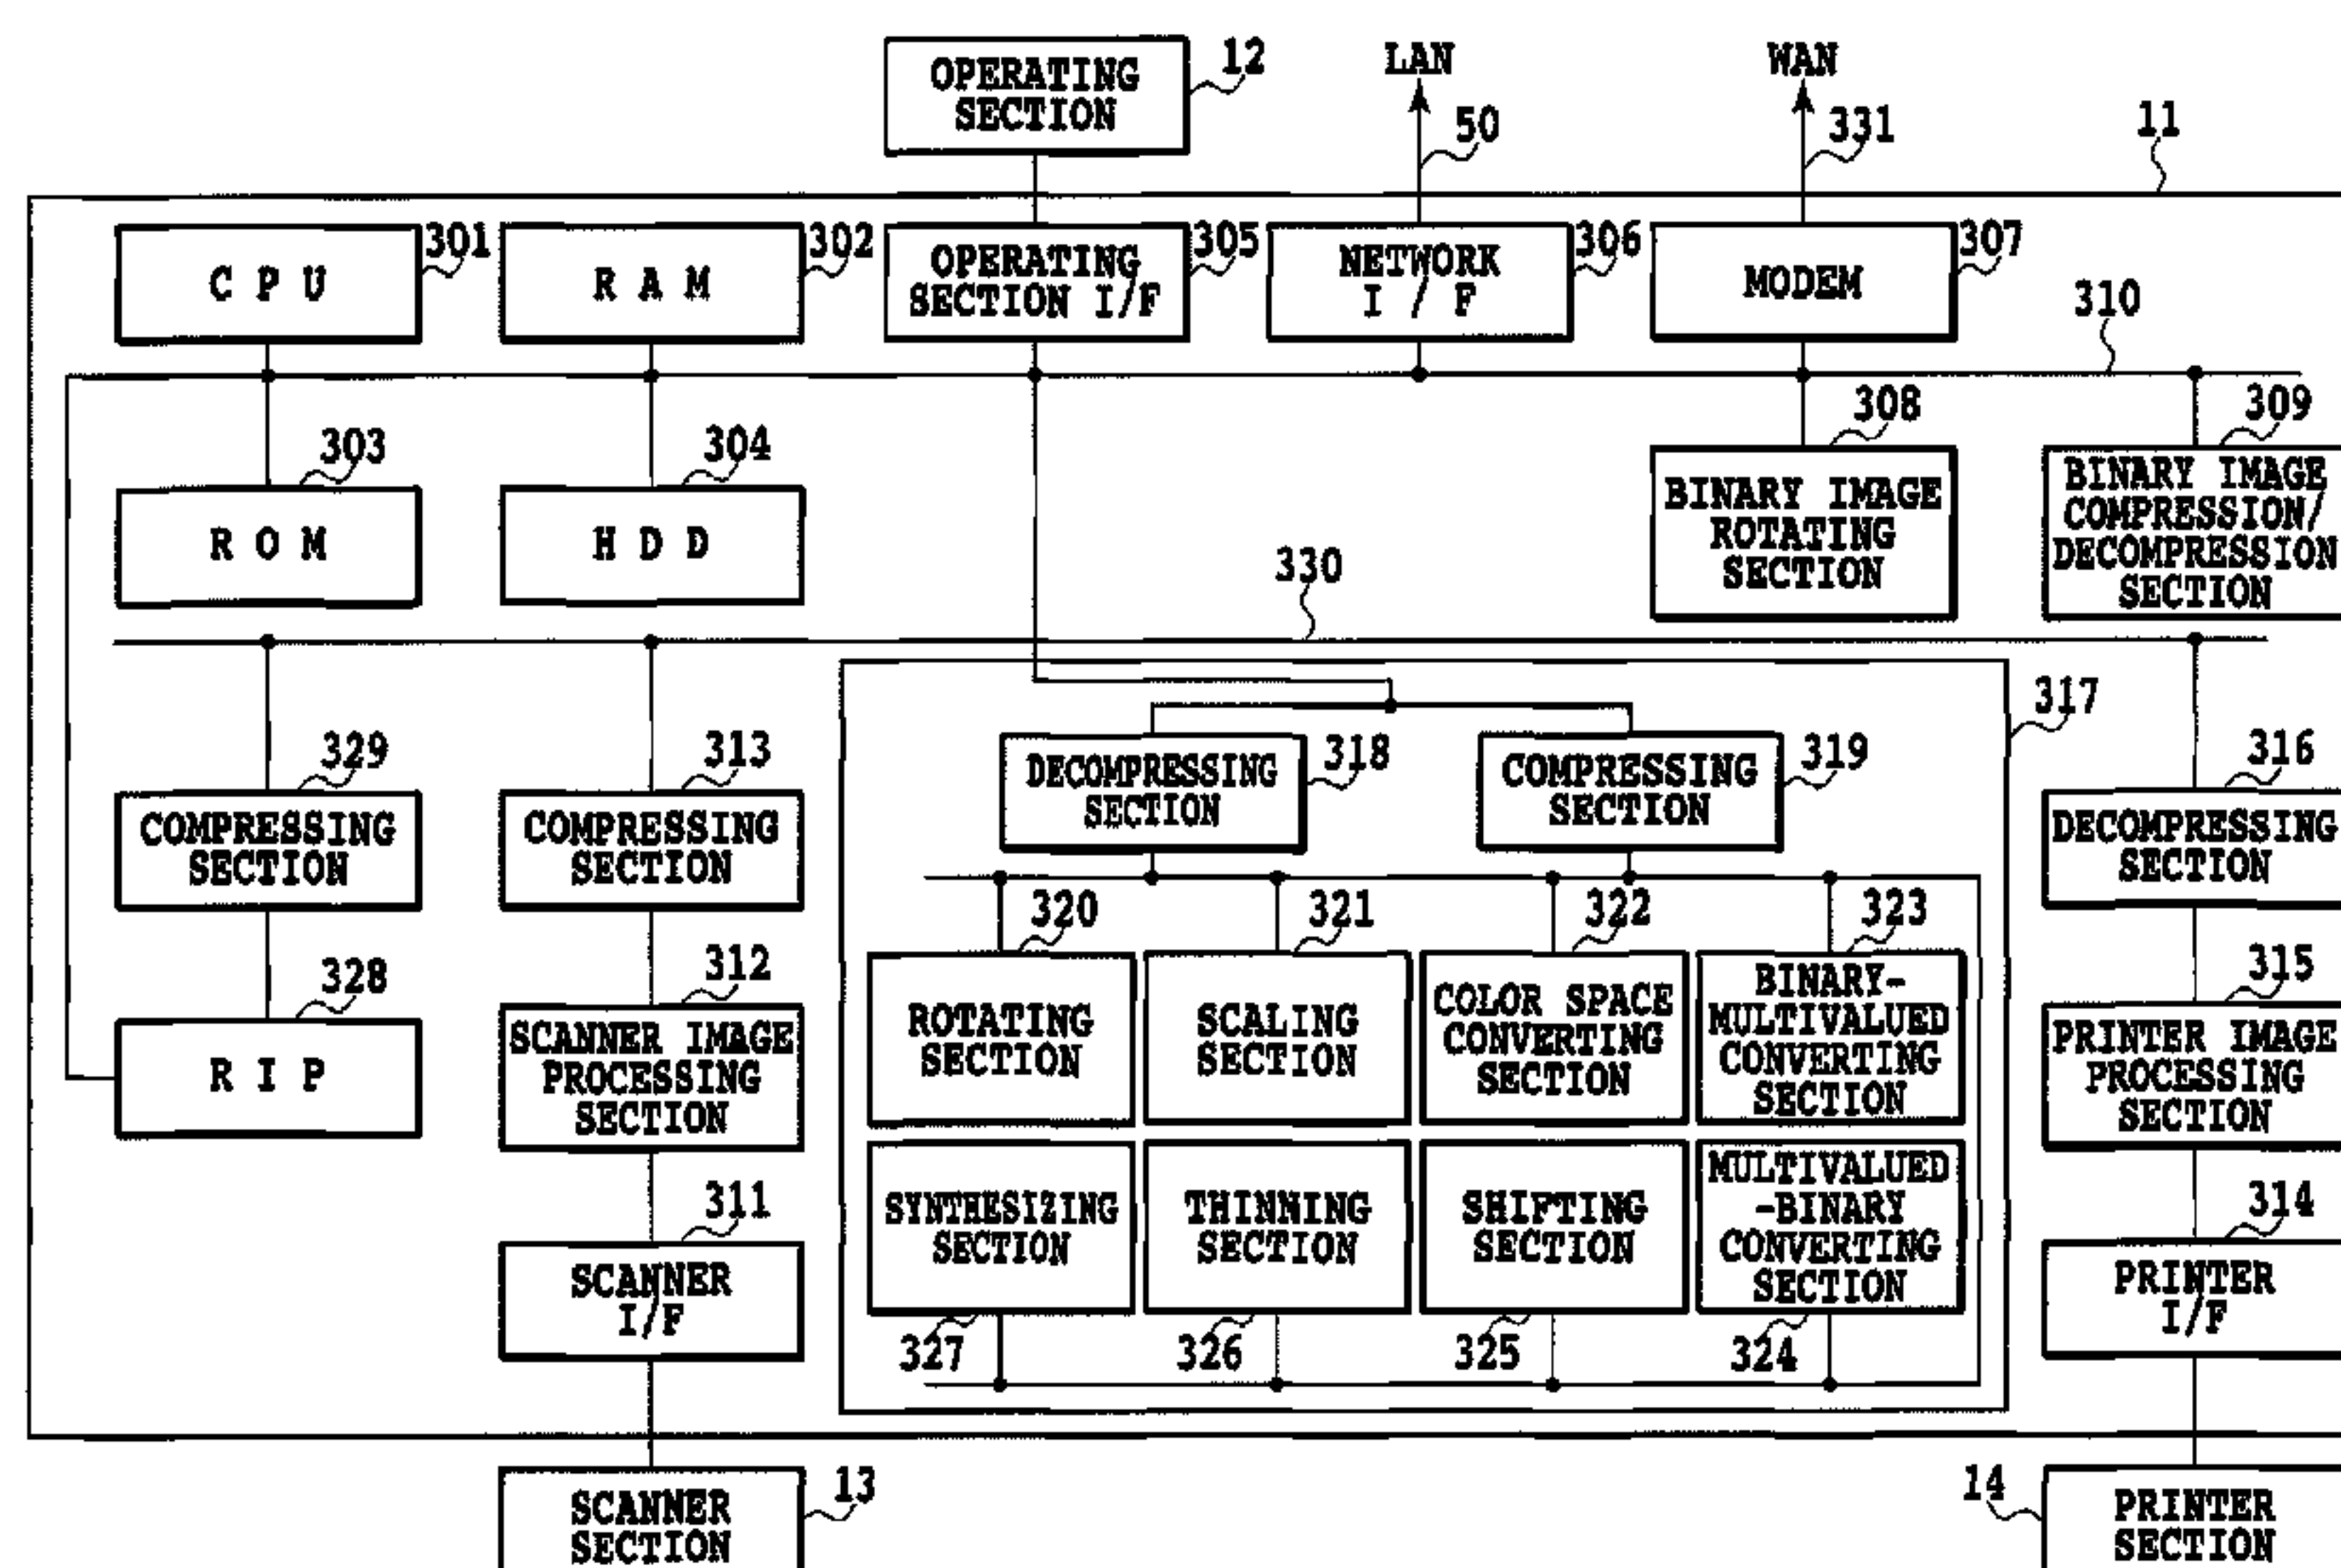 OPERATING
SECTION
12
LAN
50
WAN
331
11
C P U
301
R A M
302
OPERATING
SECTION I/F
305
NETWORK
I / F
306
MODEM
307
310
303
R O M
304
H D D
308
BINARY IMAGE
ROTATING
SECTION
309
BINARY IMAGE
COMPRESSION/
DECOMPRESSION
SECTION
330
317
329
COMPRESSING
SECTION
313
COMPRESSING
SECTION
DECOMPRESSING
SECTION
318
COMPRESSING
SECTION
319
316
DECOMPRESSING
SECTION
328
R I P
312
SCANNER IMAGE
PROCESSING
SECTION
320
ROTATING
SECTION
321
SCALING
SECTION
322
COLOR SPACE
CONVERTING
SECTION
323
BINARY-
MULTIVALUED
CONVERTING
SECTION
315
PRINTER IMAGE
PROCESSING
SECTION
311
SCANNER
I/F
SYNTHESIZING
SECTION
327
THINNING
SECTION
326
SHIFTING
SECTION
325
MULTIVALUED
-BINARY
CONVERTING
SECTION
324
314
PRINTER
I/F
SCANNER
SECTION
13
14
PRINTER
SECTION